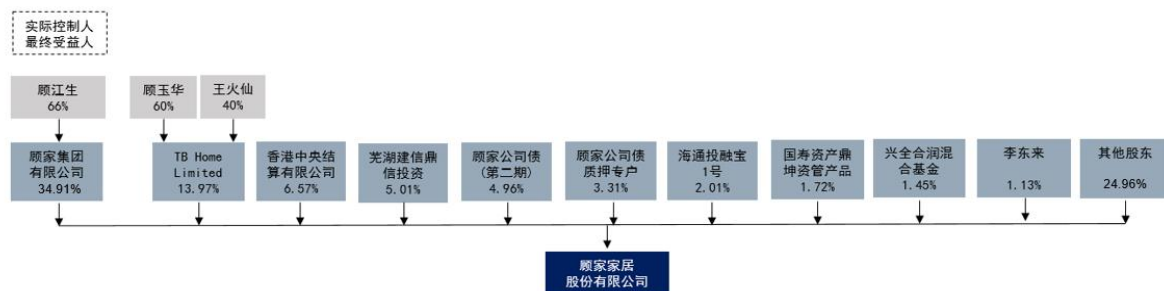 实际控制人
最终受益人
顾江生
66%
顾玉华
60%
王火仙
40%
顾家集团
有限公司
34.91%
TB Home
Limited
13.97%
香港中央结
算有限公司
6.57%
芜湖建信鼎
信投资
5.01%
顾家公司债
(第二期)
4.96%
顾家公司债
质押专户
3.31%
海通投融宝
1号
2.01%
国寿资产鼎
坤资管产品
1.72%
兴全合润混
合基金
1.45%
李东来
1.13%
其他股东
24.96%
顾家家居
股份有限公司